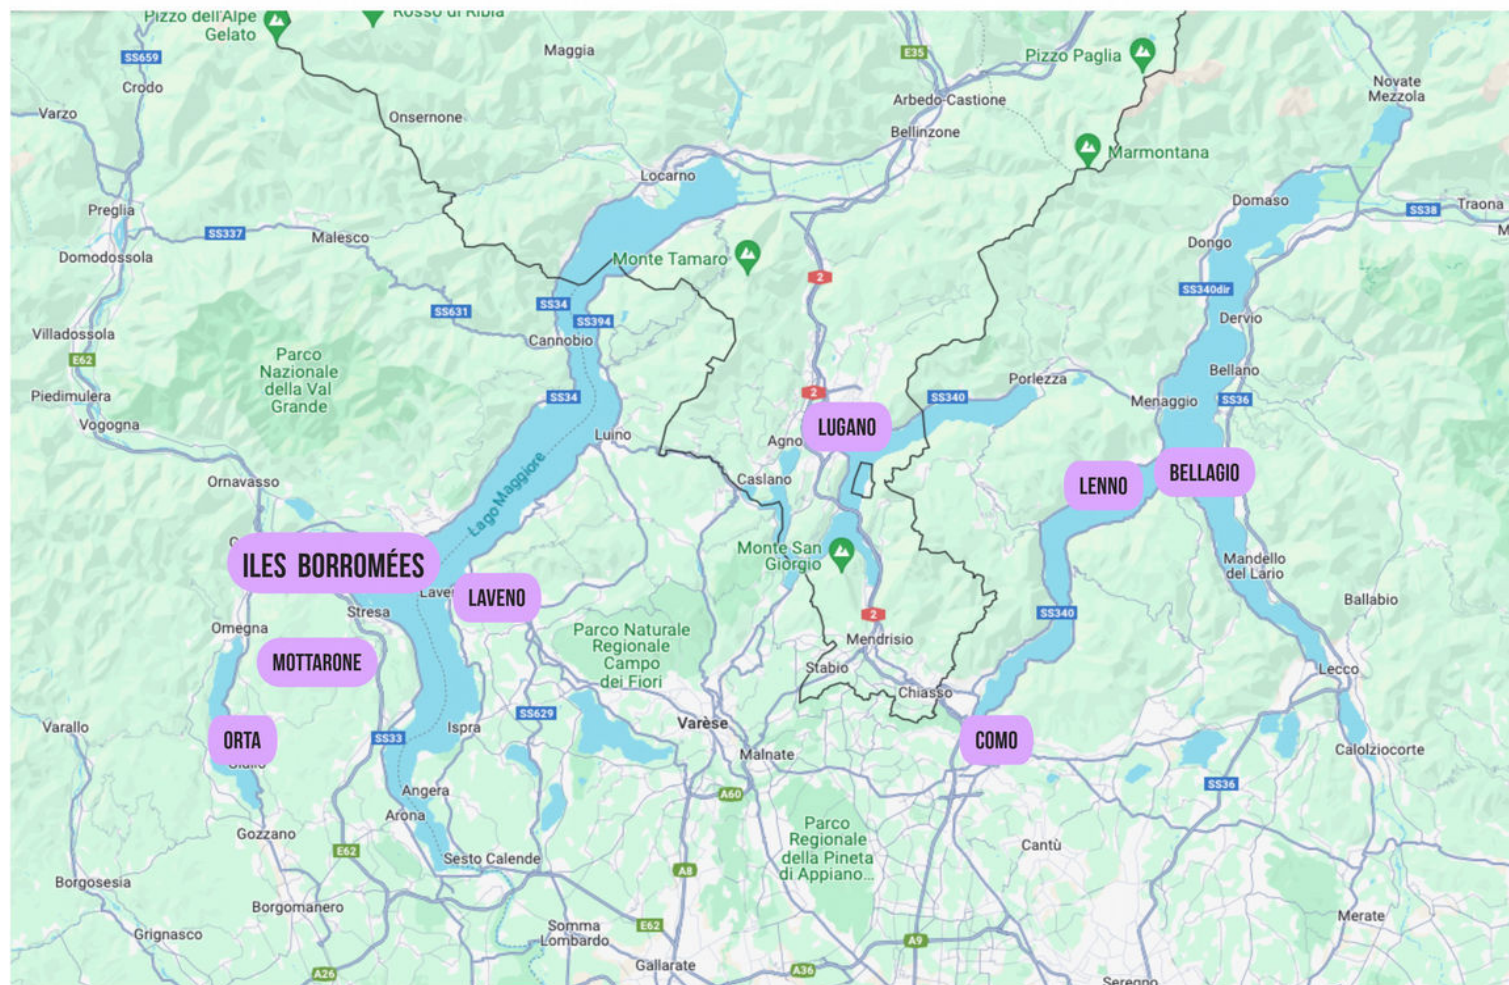 Pizzo dell'Alpe
Gelato
Rosso di Ribia
Maggia
E35
Pizzo Paglia
SS659
Crodo
Novate
Mezzola
Varzo
Onsernone
Arbedo-Castione
Bellinzone
Marmontana
Locarno
Preglia
Domaso
SS38
Traona
SS337
Malesco
Domodossola
Monte Tamaro
Dongo
2
SS340dir
SS34
SS631
SS394
Dervio
Villadossola
Cannobio
E62
Parco
Nazionale
della Val
Grande
Bellano
Porlezza
Piedimulera
SS34
2
SS340
Menaggio
SS36
Vogogna
LUGANO
Luino
Agno
Lago Maggiore
BELLAGIO
Ornavasso
Caslano
LENNO
ILES BORROMÉES
Monte San
Giorgio
Mandello
del Lario
LAVENO
Stresa
Ballabio
SS340
2
Omegna
Parco Naturale
Regionale
Campo
dei Fiori
Mendrisio
MOTTARONE
Stabio
Lecco
Chiasso
Varallo
Ispra
SS629
Varèse
ORTA
SS33
COMO
Malnate
Calolziocorte
Angera
A60
SS36
Arona
Gozzano
Parco
Regionale
della Pineta
di Appiano...
E62
Cantù
Sesto Calende
A8
Borgosesia
Borgomanero
Merate
Grignasco
Somma
Lombardo
E62
A9
Gallarate
A36
A26
Seregno